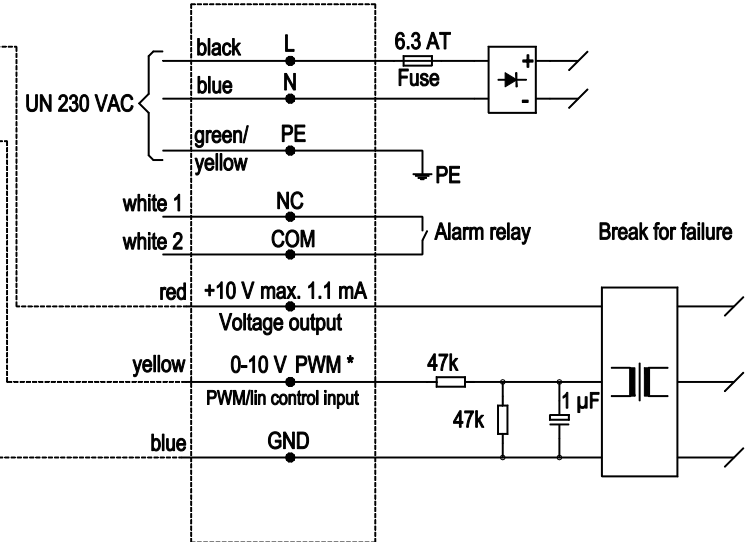 black L 6.3 AT
+
blue N Fuse
UN 230 VAC
-
green/ PE
yellow
PE
white 1 NC
Alarm relay Break for failure
white 2 COM
red +10 V max. 1.1 mA
Voltage output
yellow 0-10 V PWM * 47k
PWM/lin control input
47k 1 µF
blue GND